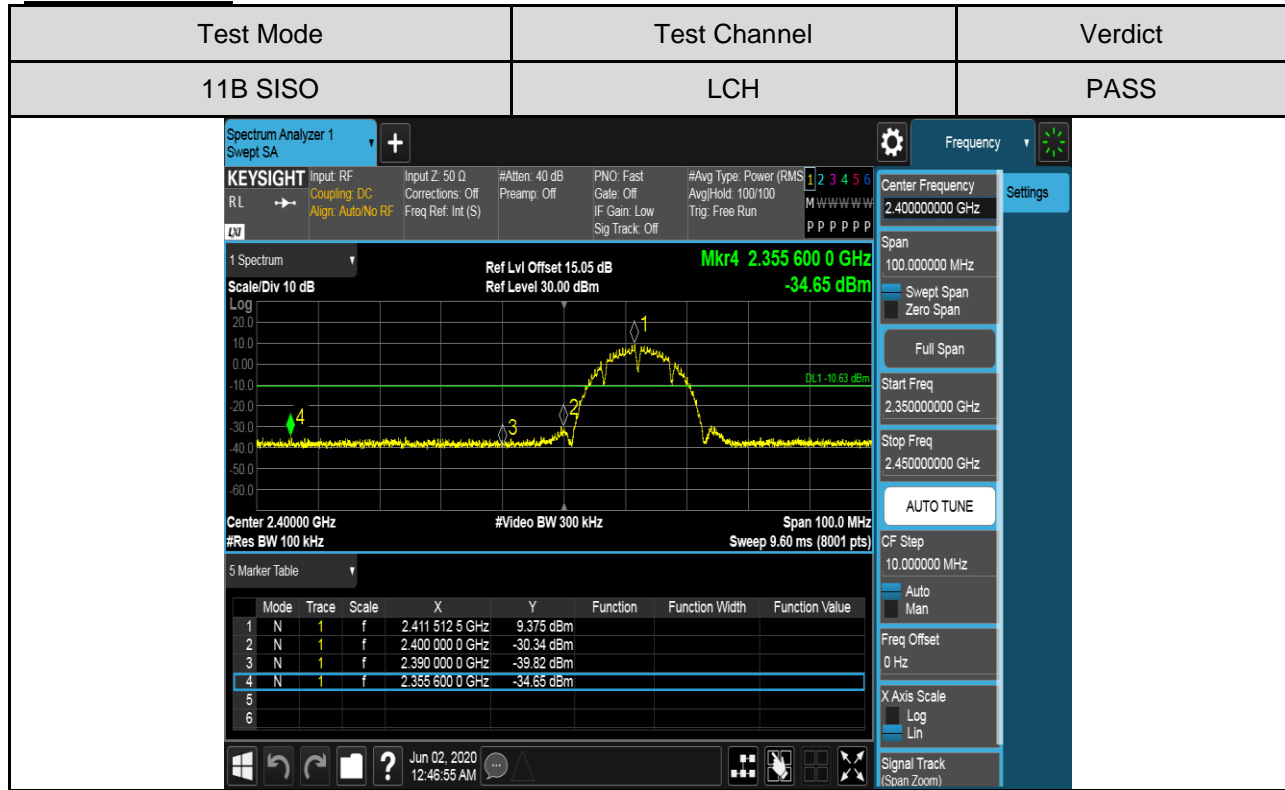 Test Mode Test Channel Verdict
11B SISO LCH PASS
Spectrum Analyzer 1
Swept SA
+
Frequency
KEYSIGHT Input: RF Input Z: 50 Ω #Atten: 40 dB PNO: Fast #Avg Type: Power (RMS 1 2 3 4 5 6
RL Coupling: DC Corrections: Off Preamp: Off Gate: Off Avg|Hold: 100/100 M W W W W W
Align: Auto/No RF Freq Ref: Int (S) IF Gain: Low Trig: Free Run
LXI Sig Track: Off P P P P P P
1 Spectrum
Ref Lvl Offset 15.05 dB Mkr4 2.355 600 0 GHz
Scale/Div 10 dB Ref Level 30.00 dBm -34.65 dBm
Log
20.0
10.0
0.00
-10.0
-20.0
-30.0
-40.0
-50.0
-60.0
1
2
3
4
DL1 -10.63 dBm
Center 2.40000 GHz #Video BW 300 kHz Span 100.0 MHz
#Res BW 100 kHz Sweep 9.60 ms (8001 pts)
5 Marker Table
Mode Trace Scale X Y Function Function Width Function Value
1 N 1 f 2.411 512 5 GHz 9.375 dBm
2 N 1 f 2.400 000 0 GHz -30.34 dBm
3 N 1 f 2.390 000 0 GHz -39.82 dBm
4 N 1 f 2.355 600 0 GHz -34.65 dBm
5
6
?
Jun 02, 2020
12:46:55 AM
Center Frequency
2.400000000 GHz
Settings
Span
100.000000 MHz
Swept Span
Zero Span
Full Span
Start Freq
2.350000000 GHz
Stop Freq
2.450000000 GHz
AUTO TUNE
CF Step
10.000000 MHz
Auto
Man
Freq Offset
0 Hz
X Axis Scale
Log
Lin
Signal Track
(Span Zoom)